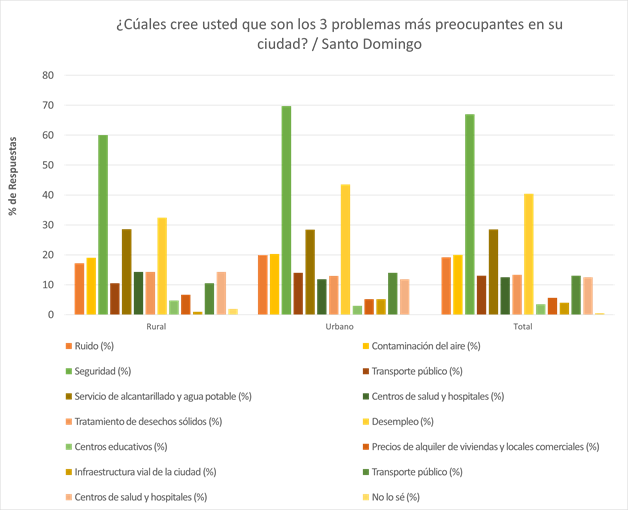 ¿Cúales cree usted que son los 3 problemas más preocupantes en su
ciudad? / Santo Domingo
% de Respuestas
80
70
60
50
40
30
20
10
0
Rural Urbano Total
Ruido (%) Contaminación del aire (%)
Seguridad (%) Transporte público (%)
Servicio de alcantarillado y agua potable (%) Centros de salud y hospitales (%)
Tratamiento de desechos sólidos (%) Desempleo (%)
Centros educativos (%) Precios de alquiler de viviendas y locales comerciales (%)
Infraestructura vial de la ciudad (%) Transporte público (%)
Centros de salud y hospitales (%) No lo sé (%)